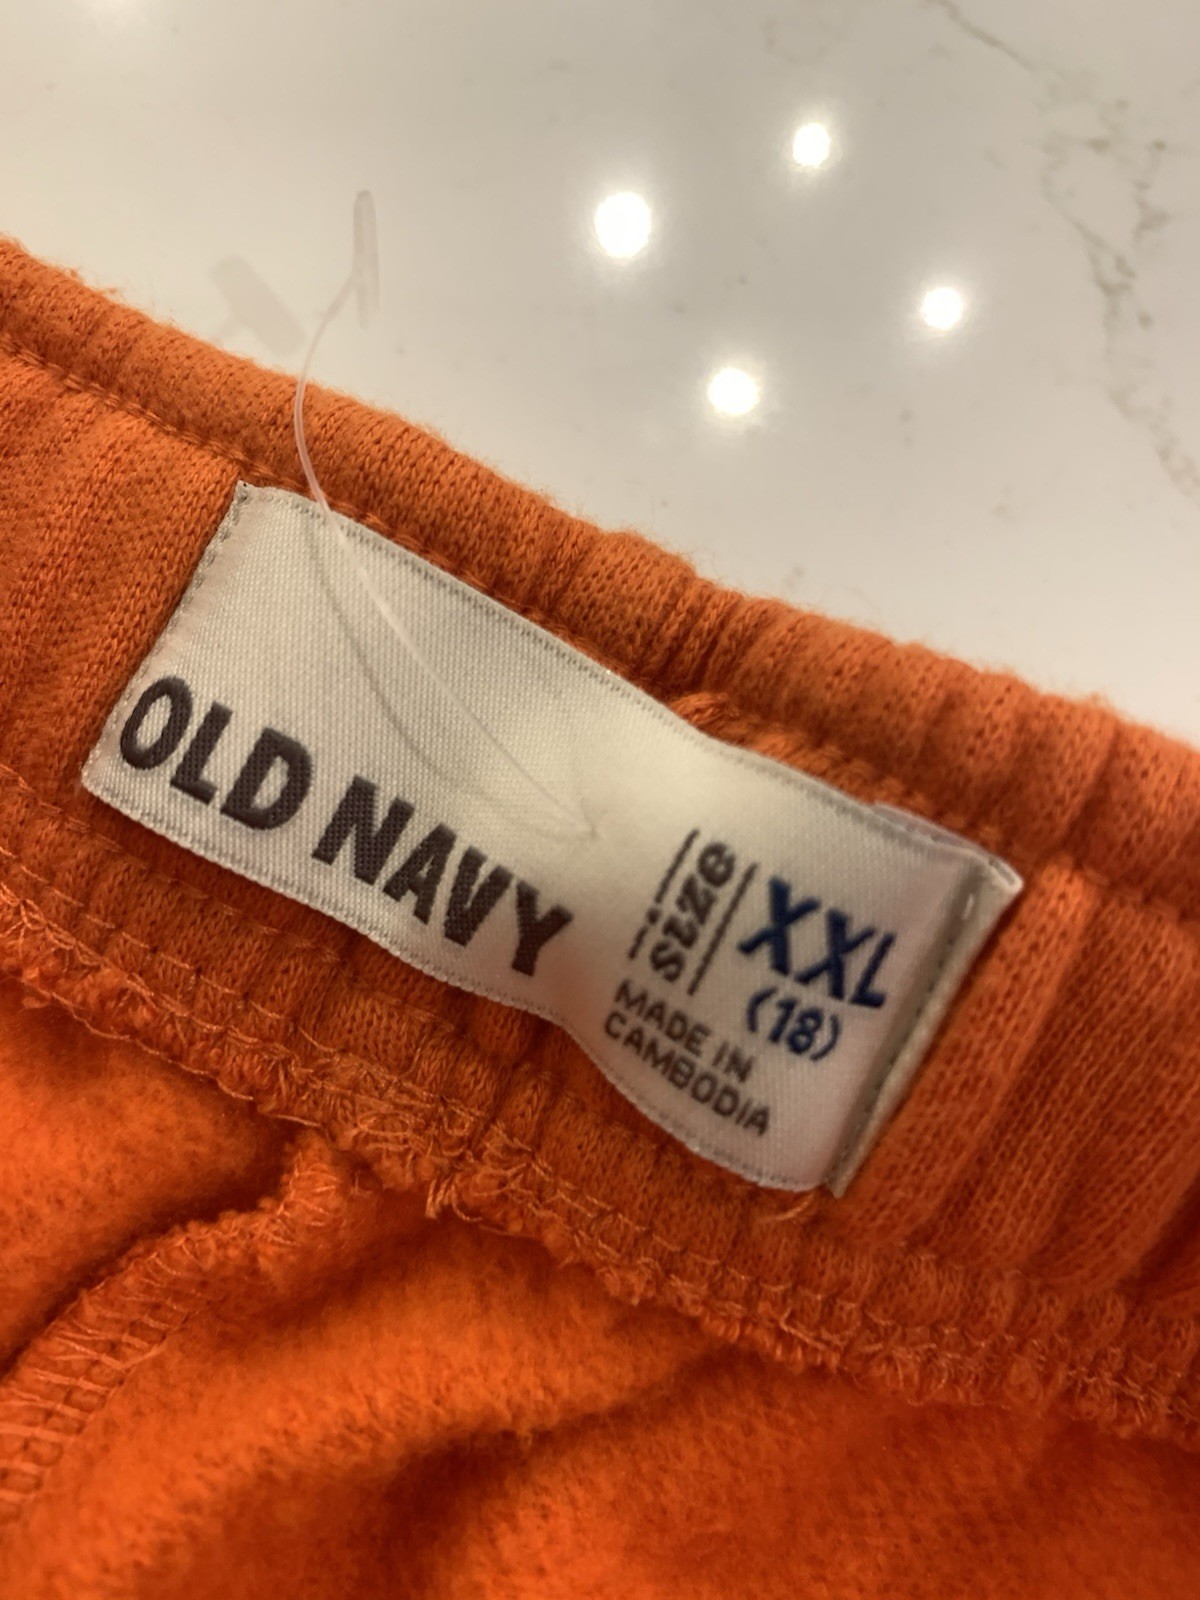 OLD NAVY
size
XXL
(18)
MADE IN
CAMBODIA